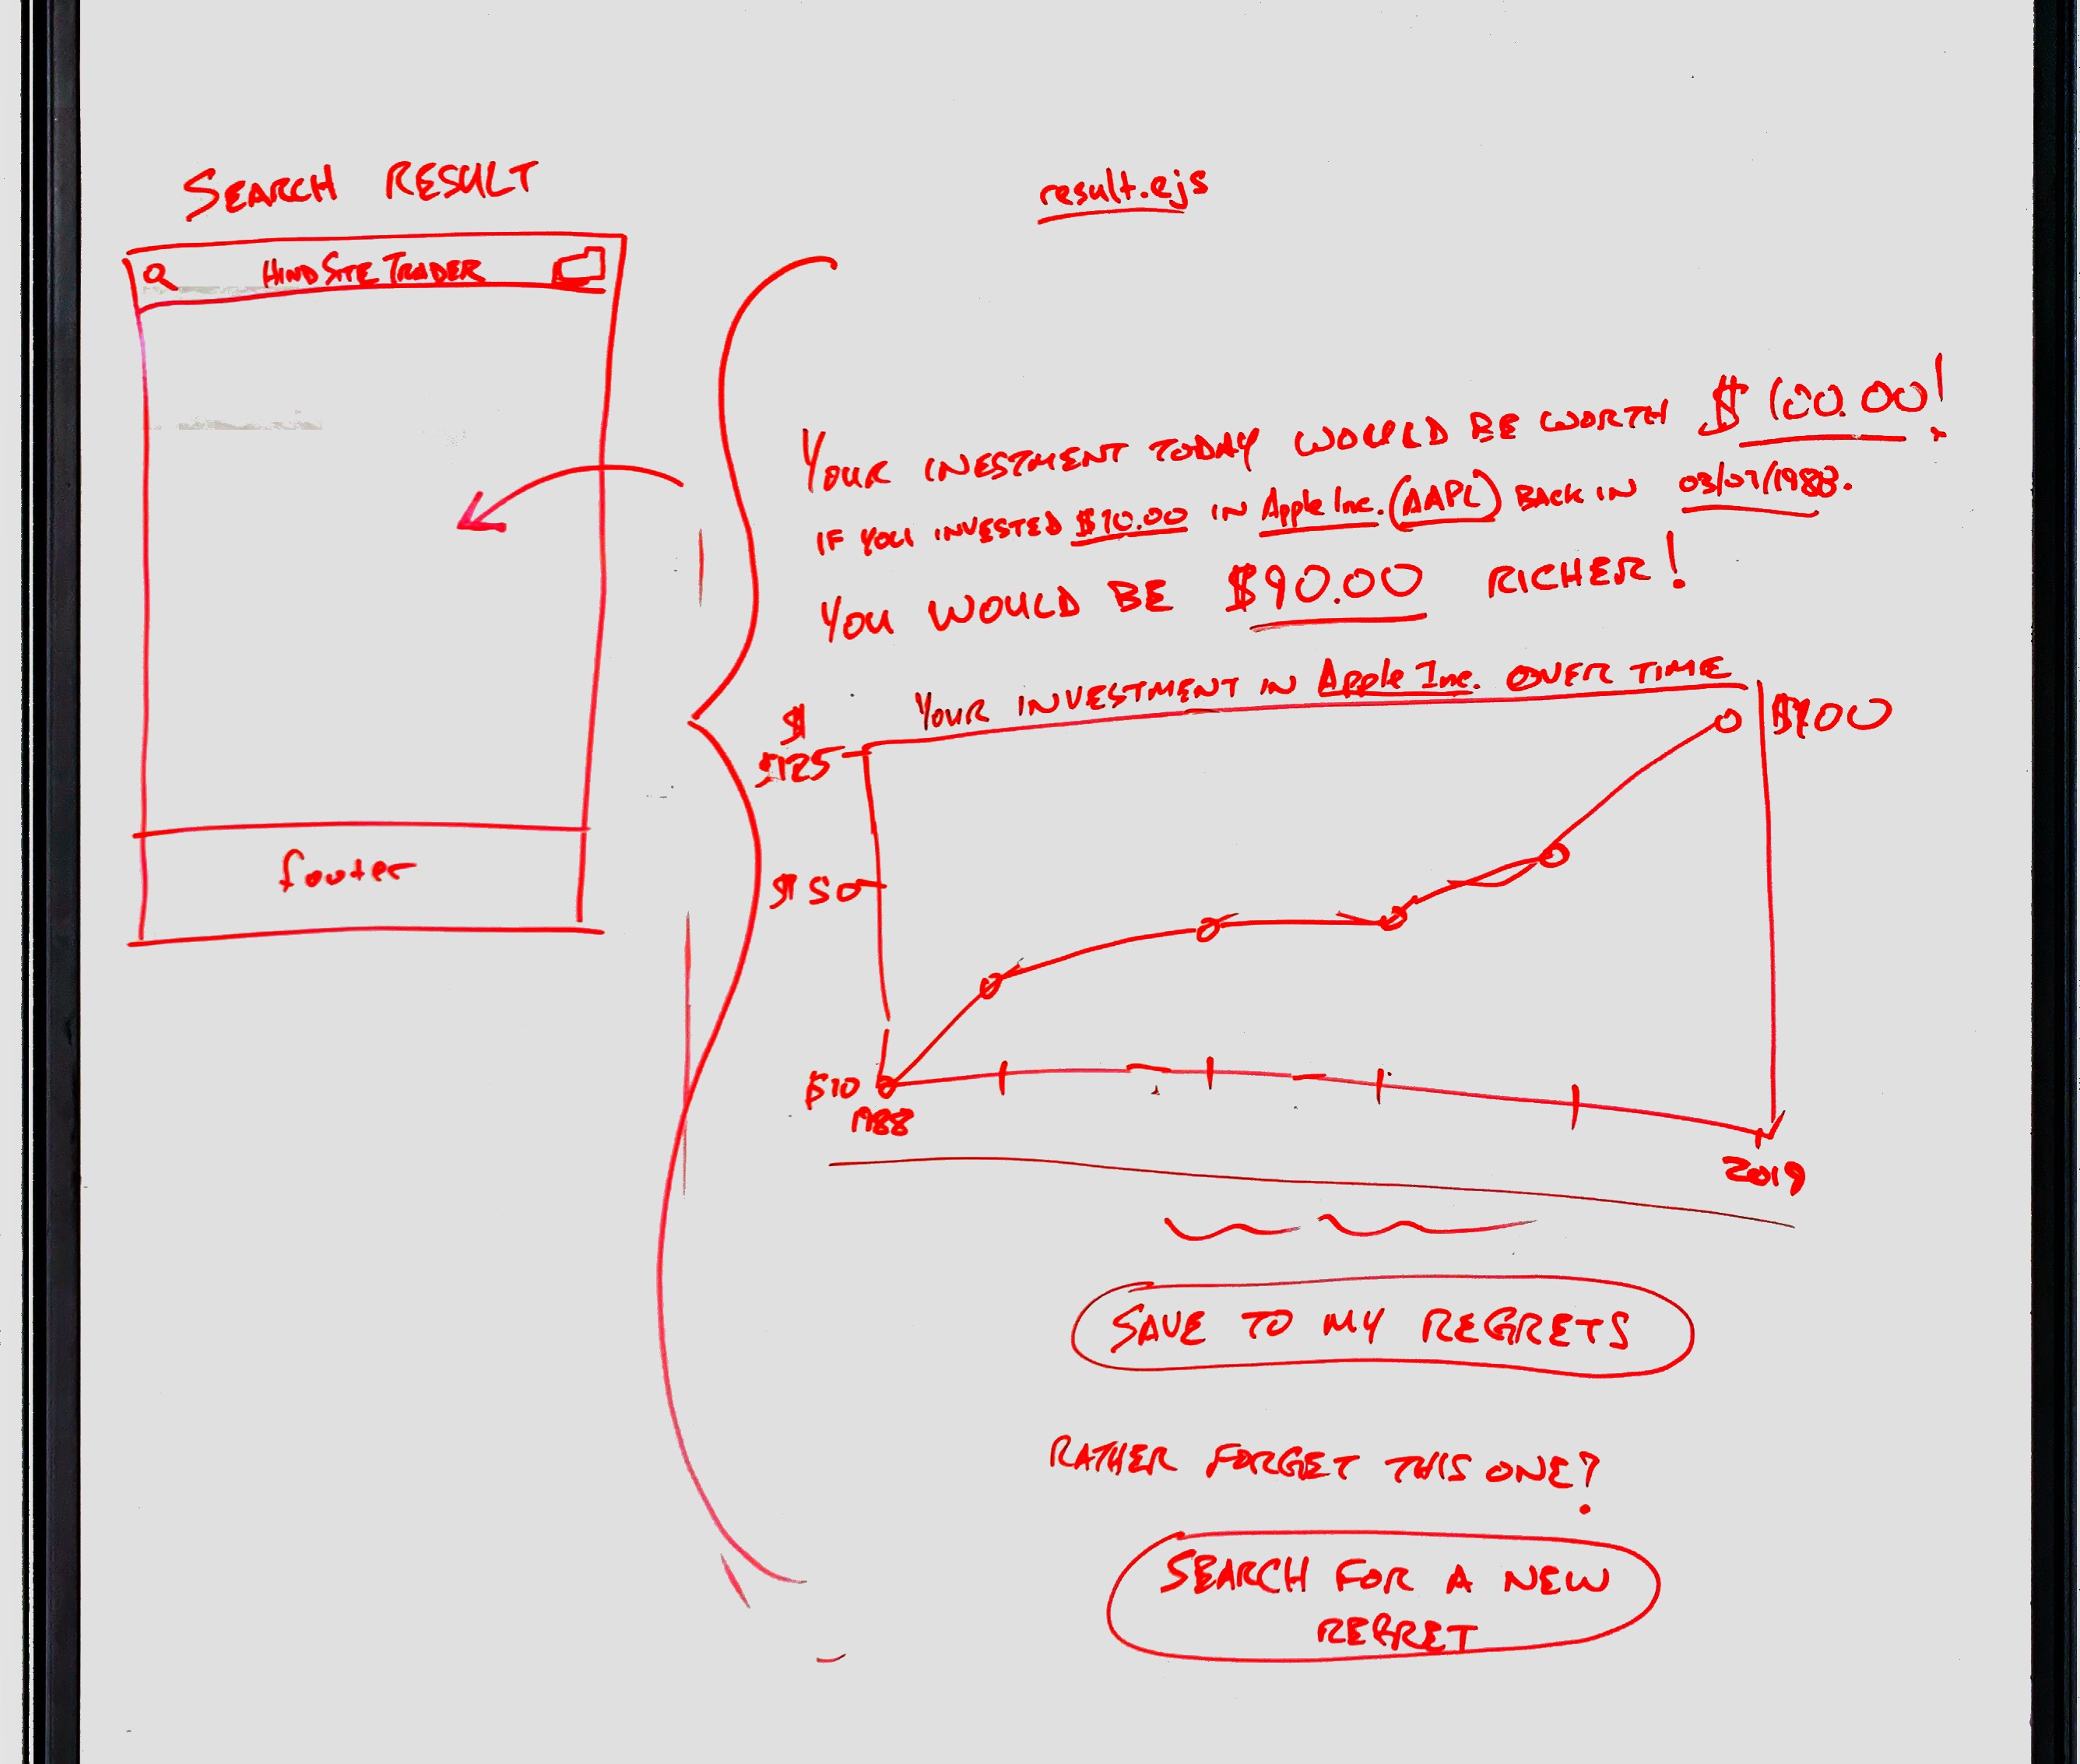 SEARCH RESULT
result.ejs
HINDSITE TRADER
footer
YOUR INESTMENT TODAY WOULD BE WORTH $100.00!
IF YOU INVESTED $10.00 IN Apple Inc. (AAPL) BACK IN 03/07/1988.
YOU WOULD BE $90.00 RICHER!
YOUR INVESTMENT IN Apple Inc. OVER TIME
$
$125
$100
$50
$10
1988
2019
SAVE TO MY REGRETS
RATHER FORGET THIS ONE?
SEARCH FOR A NEW
REGRET